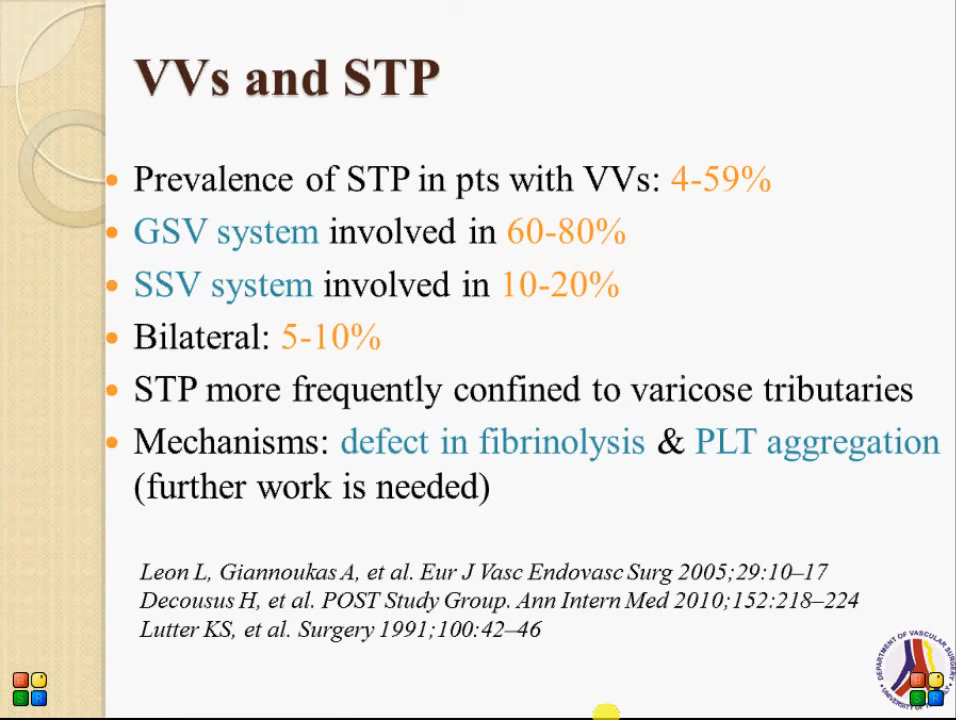 VVs and STP
Prevalence of STP in pts with VVs: 4-59%
GSV system involved in 60-80%
SSV system involved in 10-20%
Bilateral: 5-10%
STP more frequently confined to varicose tributaries
Mechanisms: defect in fibrinolysis & PLT aggregation
(further work is needed)
Leon L, Giannoukas A, et al. Eur J Vasc Endovasc Surg 2005;29:10–17
Decousus H, et al. POST Study Group. Ann Intern Med 2010;152:218–224
Lutter KS, et al. Surgery 1991;100:42–46
DEPARTMENT OF VASCULAR SURGERY
UNIVERSITY OF